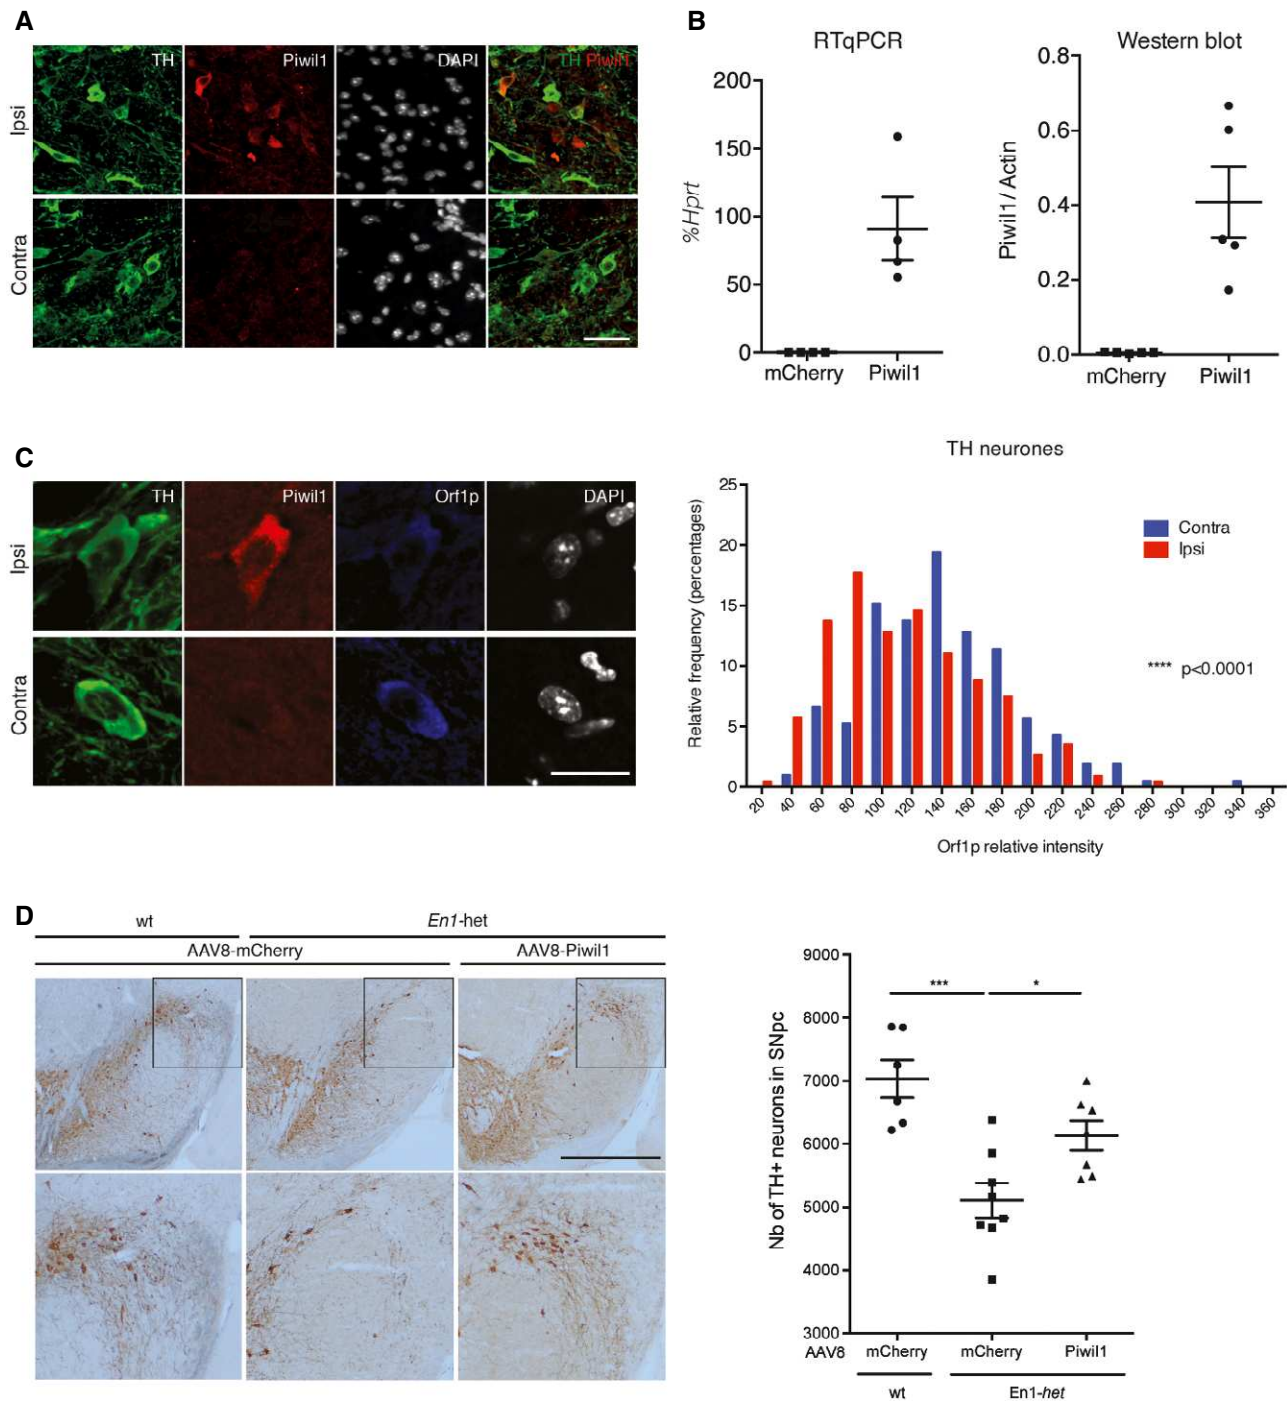 A
TH
Piwil1
DAPI
TH Piwil1
Ipsi
Contra
B
RTqPCR
%Hprt
200
150
100
50
0
mCherry
Piwil1
Western blot
Piwil1/ Actin
0.8
0.6
0.4
0.2
0.0
mCherry
Piwil1
C
TH
Piwil1
Orf1p
DAPI
Ipsi
Contra
TH neurones
Relative frequency (percentages)
25
20
15
10
5
0
Contra
Ipsi
**** p<0.0001
20 40 60 80 100 120 140 160 180 200 220 240 260 280 300 320 340 360
Orf1p relative intensity
D
wt
En1-het
AAV8-mCherry
AAV8-Piwil1
Nb of TH+ neurons in SNpc
9000
8000
7000
6000
5000
4000
3000
***
*
AAV8 mCherry mCherry Piwil1
wt En1-het